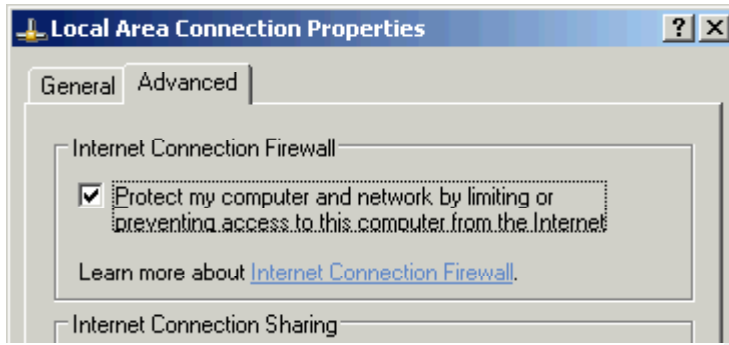 Local Area Connection Properties
General Advanced
Internet Connection Firewall
Protect my computer and network by limiting or
preventing access to this computer from the Internet
Learn more about Internet Connection Firewall.
Internet Connection Sharing